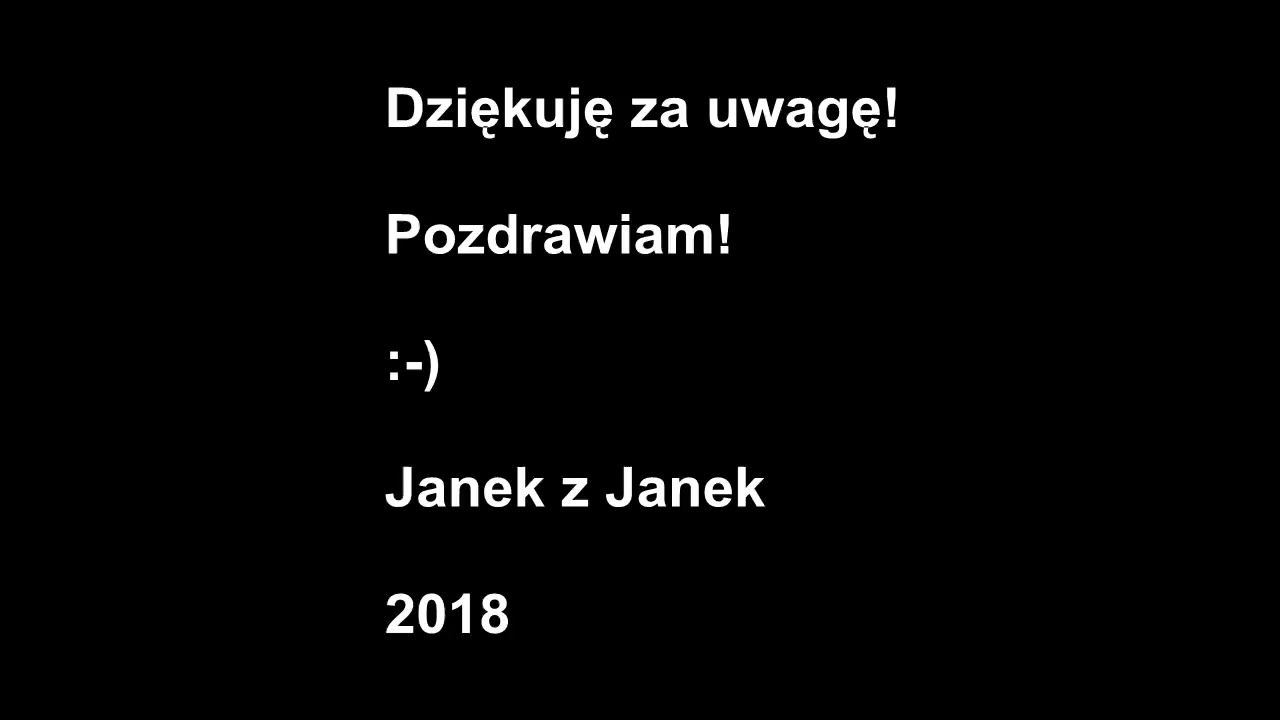 Dziękuję za uwagę!
Pozdrawiam!
:-)
Janek z Janek
2018